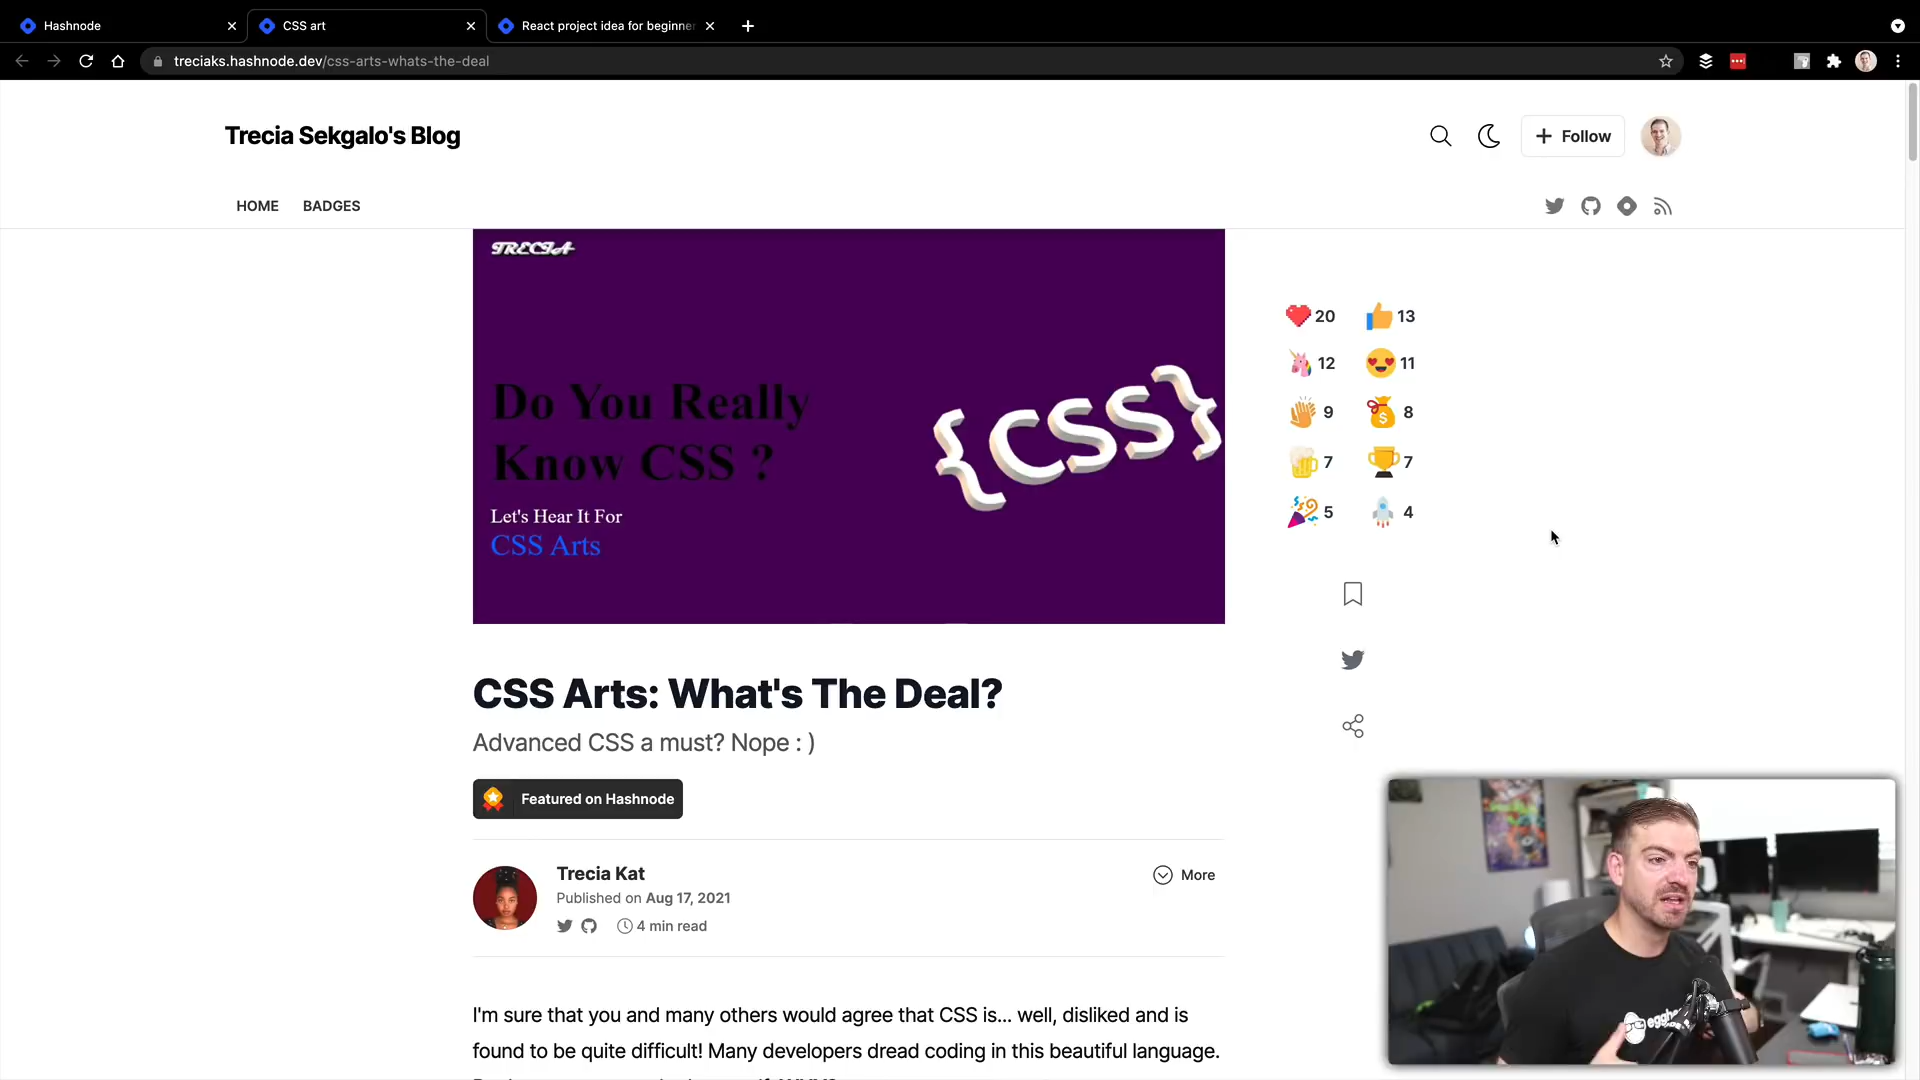 Hashnode
CSS art
React project idea for beginner
treciaks.hashnode.dev/css-arts-whats-the-deal
Trecia Sekgalo's Blog
Follow
HOME
BADGES
TRECIA
Do You Really
Know CSS ?
Let's Hear It For
CSS Arts
{CSS}
20
13
12
11
9
8
7
7
5
4
CSS Arts: What's The Deal?
Advanced CSS a must? Nope : )
Featured on Hashnode
Trecia Kat
More
Published on Aug 17, 2021
4 min read
I'm sure that you and many others would agree that CSS is... well, disliked and is
found to be quite difficult! Many developers dread coding in this beautiful language.